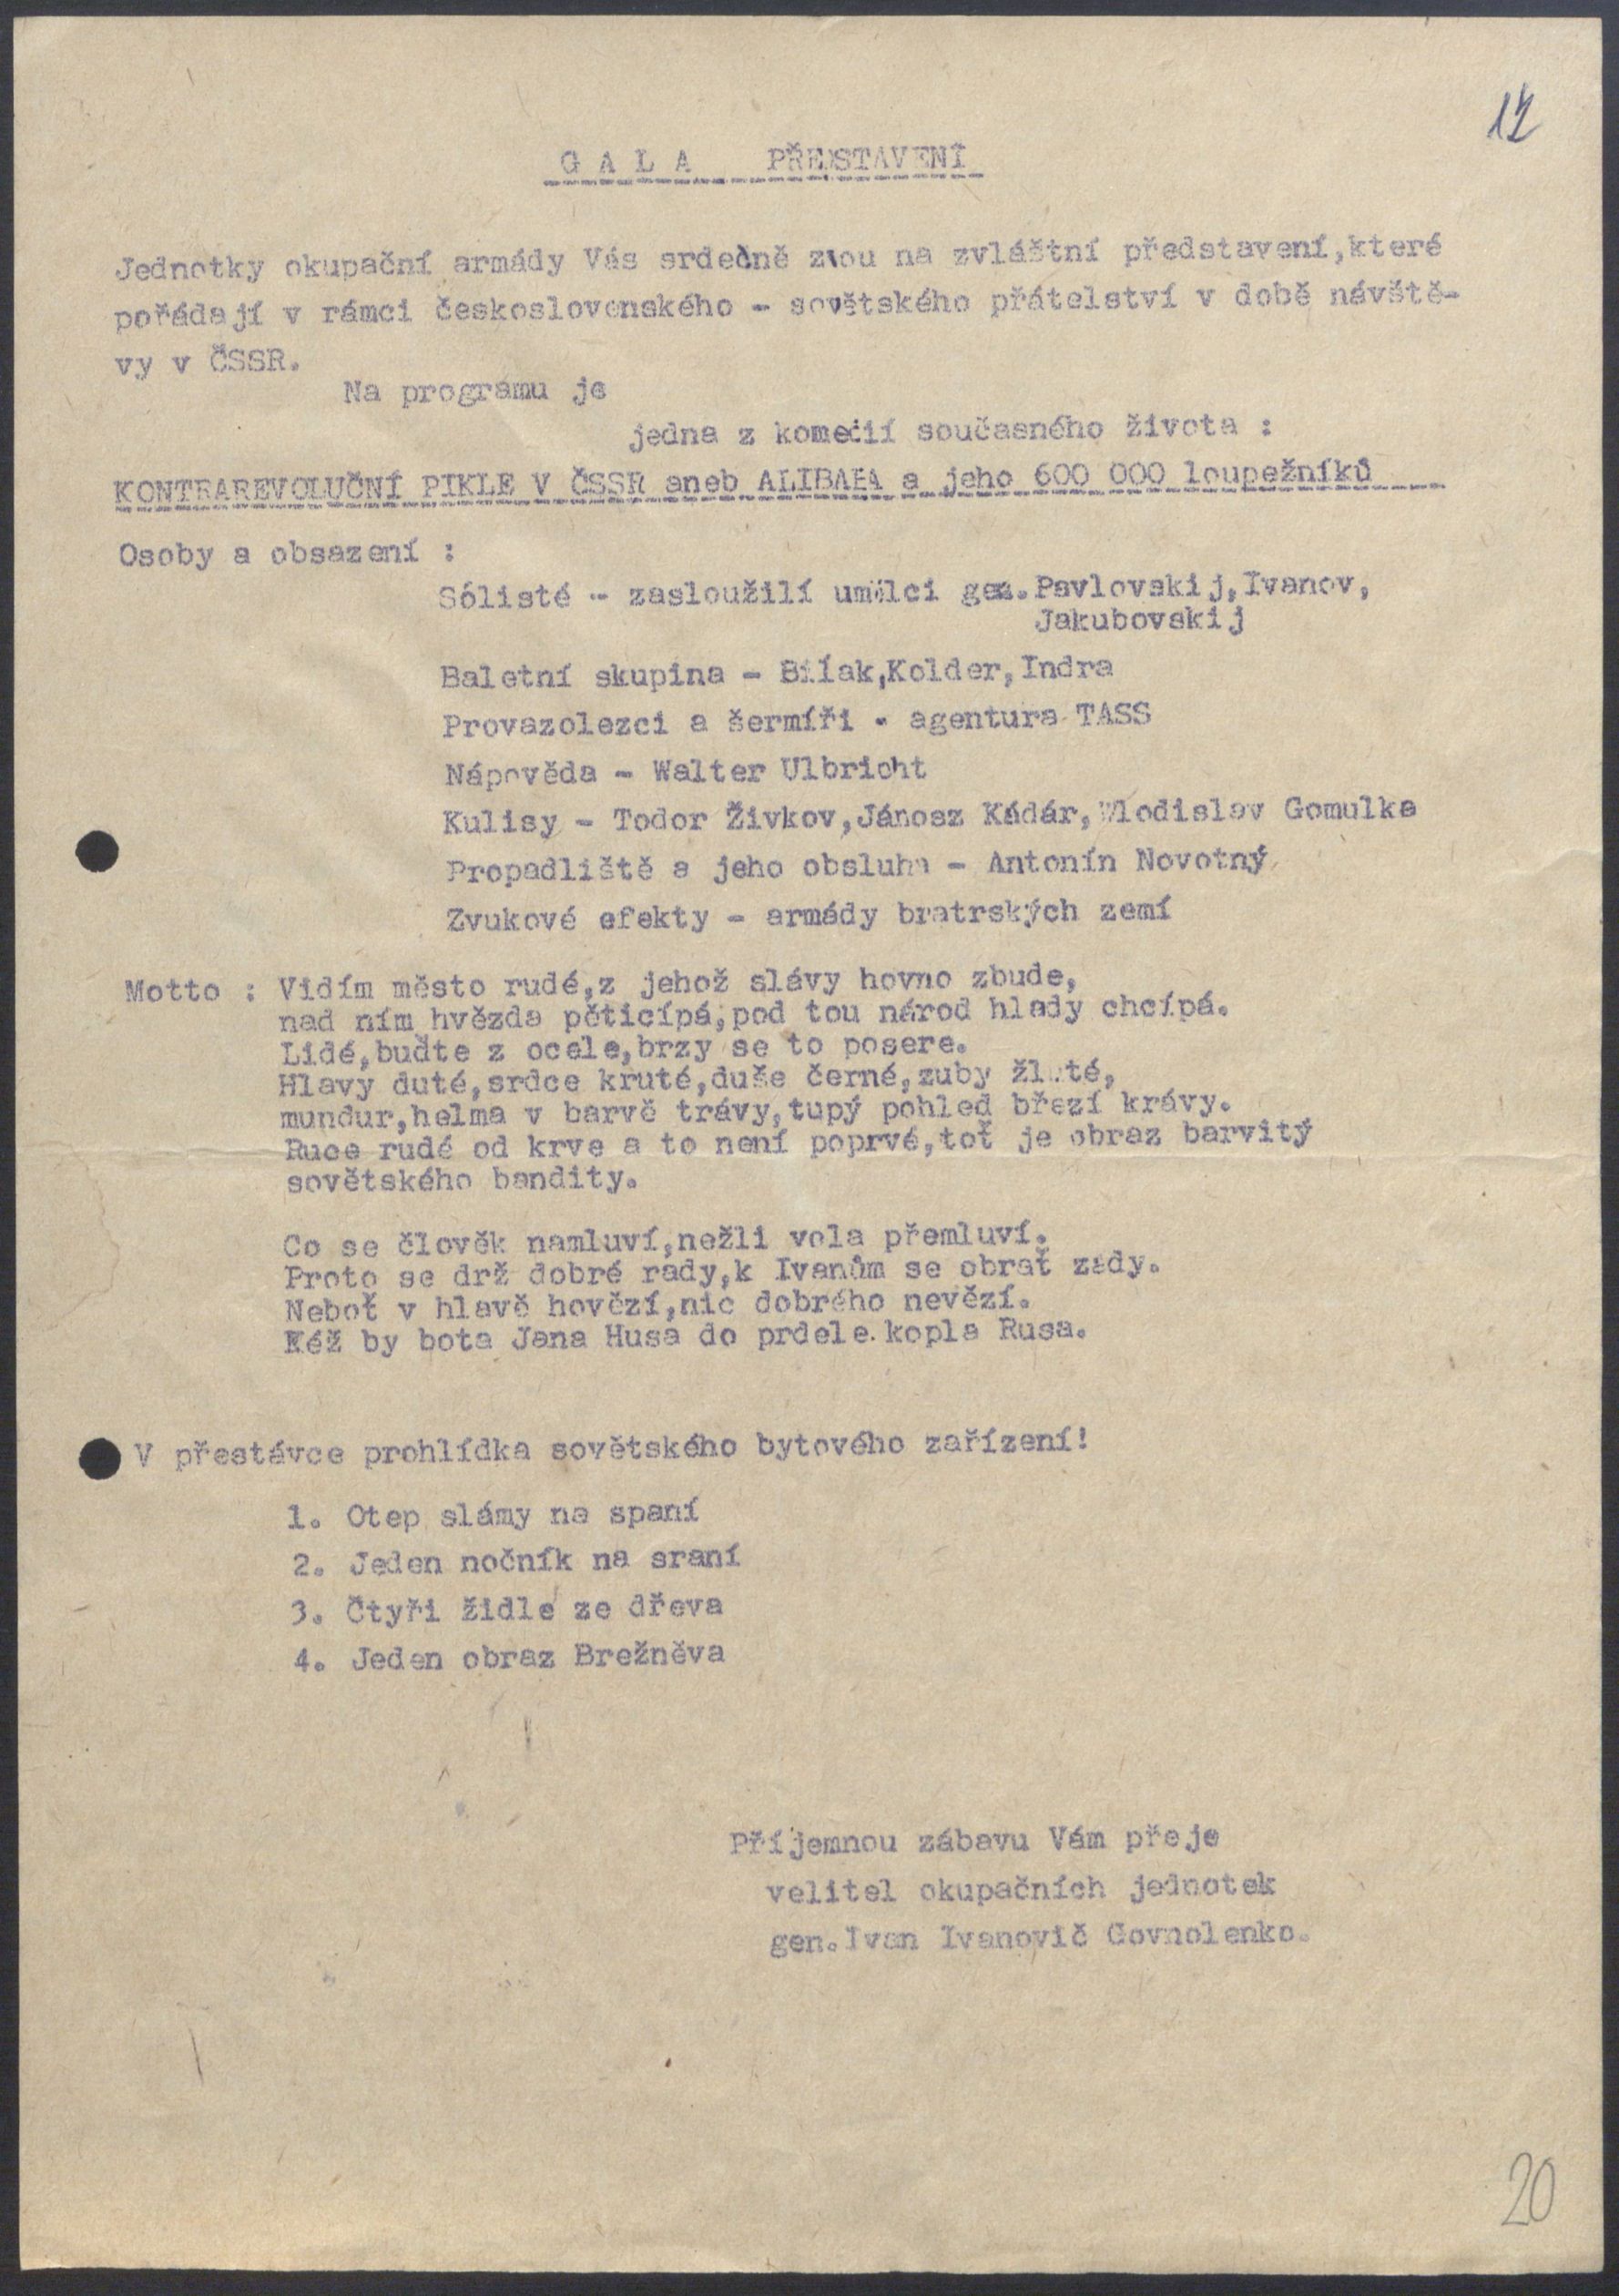 12
G A L A PŘEDSTAVENÍ
Jednotky okupační armády Vás srdečně zvou na zvláštní představení,které
pořádají v rámci československého - sovětského přátelství v době návště-
vy v ČSSR.
Na programu je
jedna z komedií současného života :
KONTRAREVOLUČNÍ PIKLE V ČSSR aneb ALIBABA a jeho 600 000 loupežníků
Osoby a obsazení :
Sólisté - zasloužilí umělci gen.Pavlovskij,Ivanov,
Jakubovskij
Baletní skupina - Bilak,Kolder,Indra
Provazolezci a šermíři - agentura TASS
Nápověda - Walter Ulbricht
Kulisy - Todor Živkov,Jánosz Kádár,Wlodislav Gomulka
Propadliště a jeho obsluha - Antonín Novotný
Zvukové efekty - armády bratrských zemí
Motto : Vidím město rudé,z jehož slávy hovno zbude,
nad ním hvězda pěticípá,pod tou národ hlady chcípá.
Lidé,buďte z ocele,brzy se to posere.
Hlavy duté,srdce kruté,duše černé,zuby žluté,
mundur,helma v barvě trávy,tupý pohled březí krávy.
Ruce rudé od krve a to není poprvé,toť je obraz barvitý
sovětského bandity.
Co se člověk namluví,nežli vola přemluví.
Proto se drž dobré rady,k Ivanům se obrať zády.
Neboť v hlavě hovězí,nic dobrého nevězí.
Kéž by bota Jana Husa do prdele kopla Rusa.
V přestávce prohlídka sovětského bytového zařízení!
1. Otep slámy na spaní
2. Jeden nočník na sraní
3. Čtyři židle ze dřeva
4. Jeden obraz Brežněva
Příjemnou zábavu Vám přeje
velitel okupačních jednotek
gen.Ivan Ivanovič Govnolenko.
20